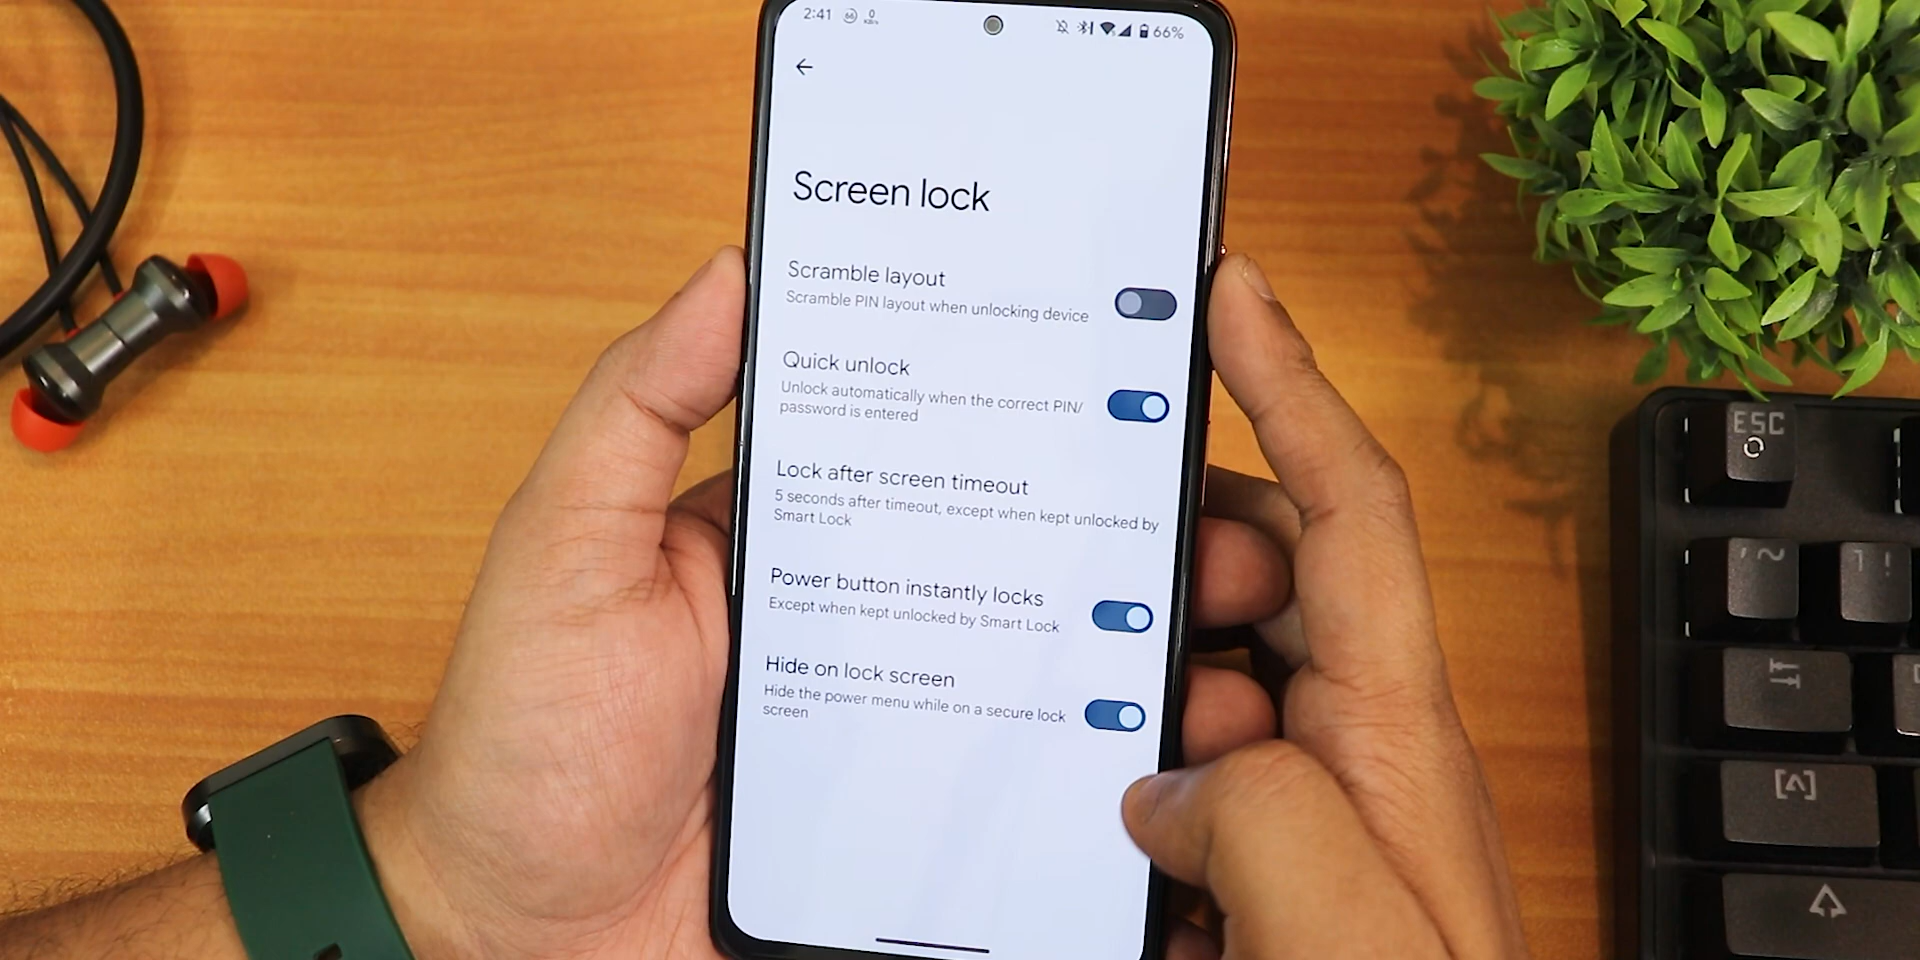 2:41 66 0 66%
Screen lock
Scramble layout
Scramble PIN layout when unlocking device
Quick unlock
Unlock automatically when the correct PIN/
password is entered
Lock after screen timeout
5 seconds after timeout, except when kept unlocked by
Smart Lock
Power button instantly locks
Except when kept unlocked by Smart Lock
Hide on lock screen
Hide the power menu while on a secure lock
screen
ESC